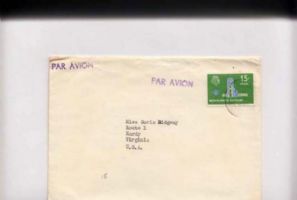 PAR AVION
PAR AVION
15
Miss Doris Ridgway
Route 1
Hardy
Virginia
U.S.A.